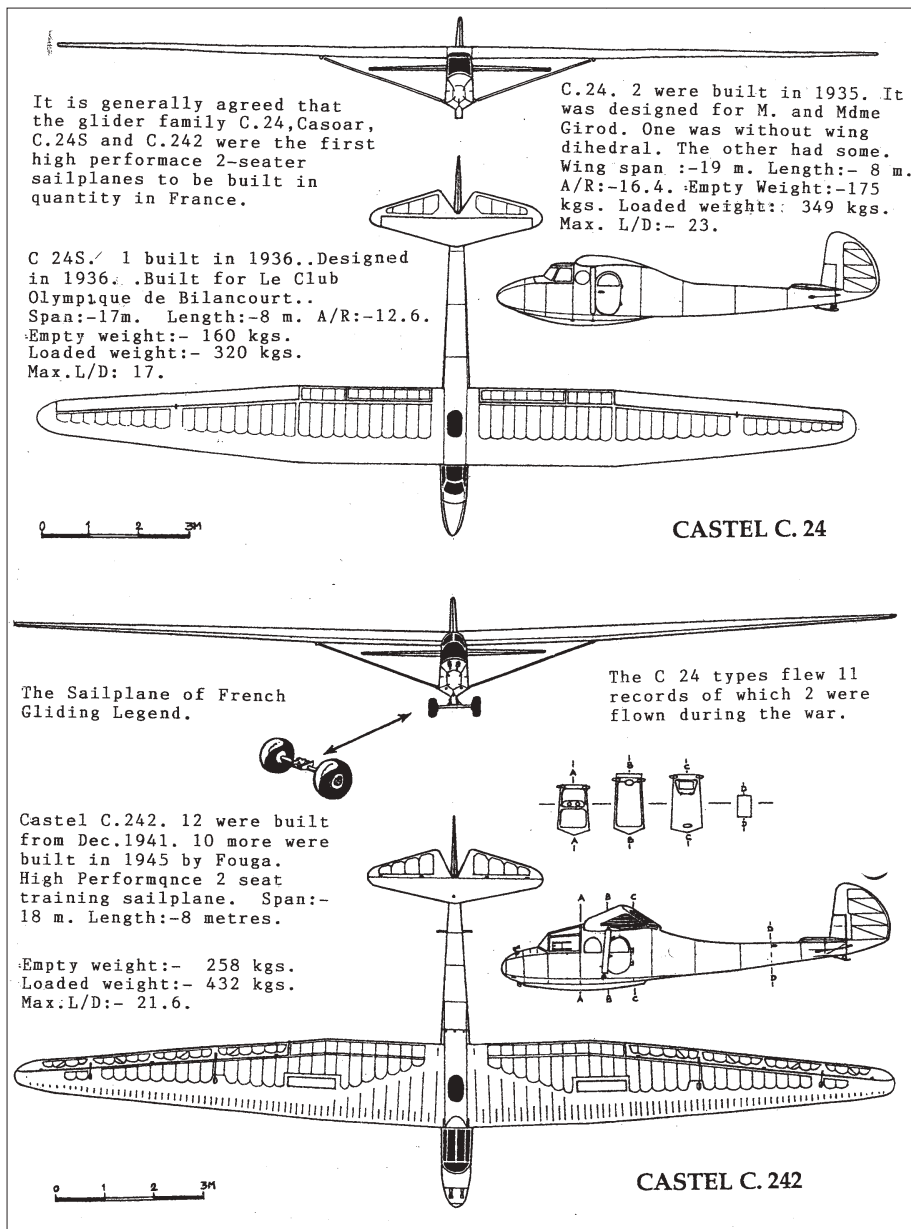 It is generally agreed that
the glider family C.24,Casoar,
C.24S and C.242 were the first
high performace 2-seater
sailplanes to be built in
quantity in France.
C.24. 2 were built in 1935. It
was designed for M. and Mdme
Girod. One was without wing
dihedral. The other had some.
Wing span :-19 m. Length:- 8 m.
A/R:-16.4. Empty Weight:-175
kgs. Loaded weight: 349 kgs.
Max. L/D:- 23.
C 24S. 1 built in 1936..Designed
in 1936. .Built for Le Club
Olympique de Bilancourt..
Span:-17m. Length:-8 m. A/R:-12.6.
Empty weight:- 160 kgs.
Loaded weight:- 320 kgs.
Max.L/D: 17.
0 1 2 3M
CASTEL C. 24
The Sailplane of French
Gliding Legend.
The C 24 types flew 11
records of which 2 were
flown during the war.
A B C D
A B C D
Castel C.242. 12 were built
from Dec.1941. 10 more were
built in 1945 by Fouga.
High Performqnce 2 seat
training sailplane. Span:-
18 m. Length:-8 metres.
A B C D
A B C D
Empty weight:- 258 kgs.
Loaded weight:- 432 kgs.
Max.L/D:- 21.6.
0 1 2 3M
CASTEL C. 242